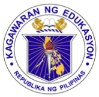 KAGAWARAN NG EDUKASYON
REPUBLIKA NG PILIPINAS